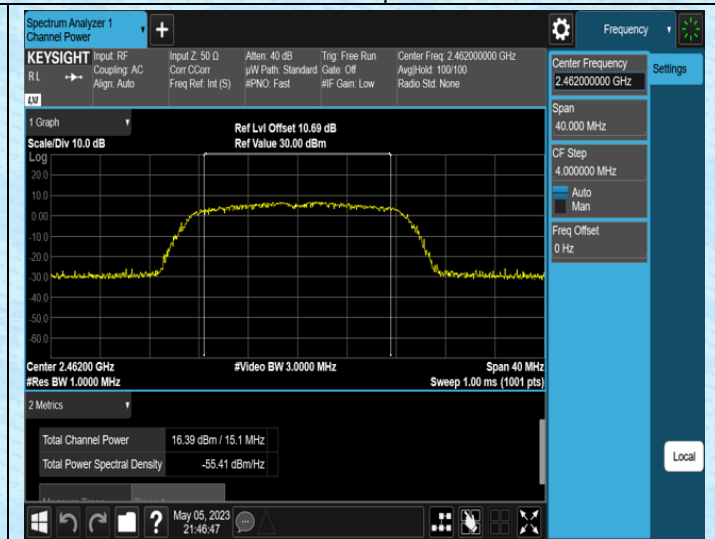 Spectrum Analyzer 1
Channel Power
Frequency
KEYSIGHT
RL
Input: RF
Coupling: AC
Align: Auto
Input Z: 50 Ω
Corr CCorr
Freq Ref: Int (S)
Atten: 40 dB
µW Path: Standard
#PNO: Fast
Trig: Free Run
Gate: Off
#IF Gain: Low
Center Freq: 2.462000000 GHz
Avg|Hold: 100/100
Radio Std: None
Center Frequency
2.462000000 GHz
Settings
Span
40.000 MHz
CF Step
4.000000 MHz
Auto
Man
Freq Offset
0 Hz
1 Graph
Scale/Div 10.0 dB
Ref Lvl Offset 10.69 dB
Ref Value 30.00 dBm
Log
20.0
10.0
0.00
-10.0
-20.0
-30.0
-40.0
-50.0
-60.0
Center 2.46200 GHz
#Video BW 3.0000 MHz
Span 40 MHz
#Res BW 1.0000 MHz
Sweep 1.00 ms (1001 pts)
2 Metrics
Total Channel Power 16.39 dBm / 15.1 MHz
Total Power Spectral Density -55.41 dBm/Hz
Local
?
May 05, 2023
21:46:47